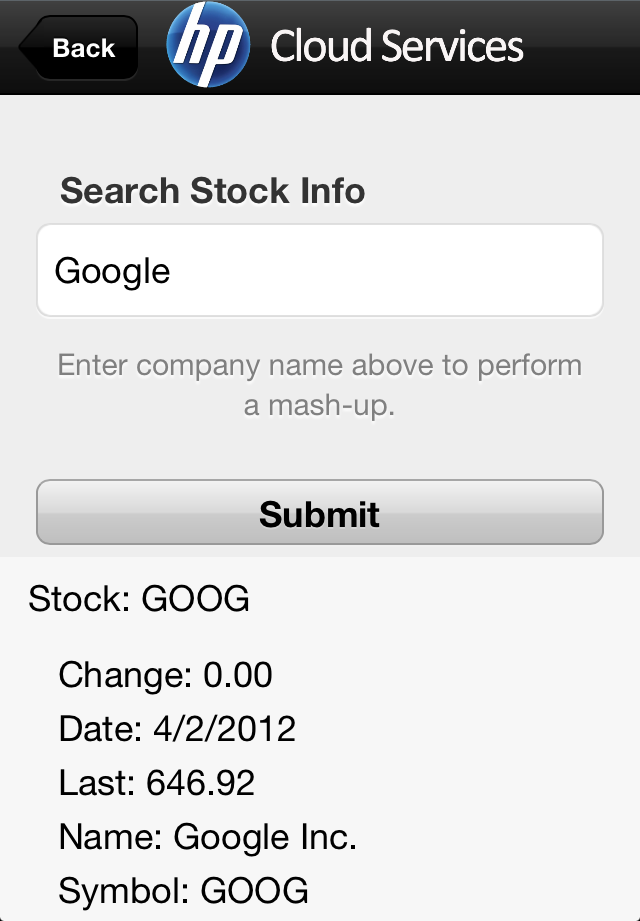 Back
hp
Cloud Services
Search Stock Info
Google
Enter company name above to perform
a mash-up.
Submit
Stock: GOOG
Change: 0.00
Date: 4/2/2012
Last: 646.92
Name: Google Inc.
Symbol: GOOG